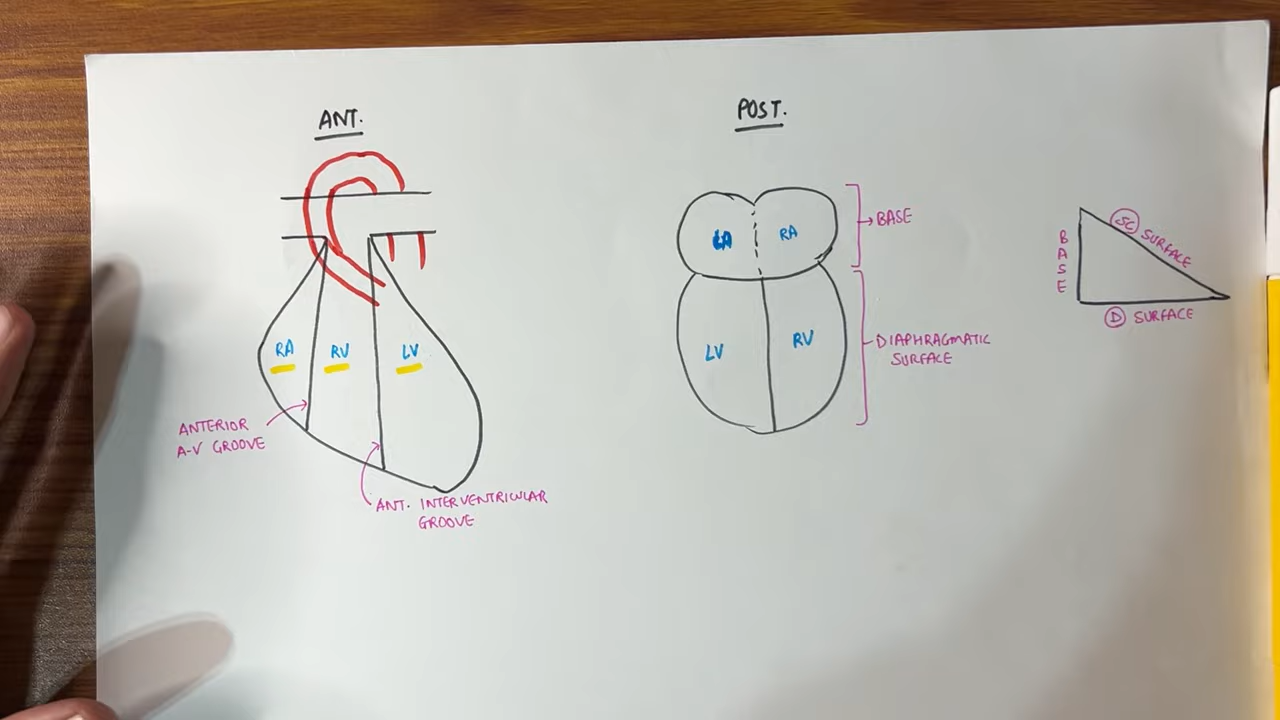 ANT.
RA
RV
LV
ANTERIOR
A-V GROOVE
ANT. INTERVENTRICULAR
GROOVE
POST.
LA
RA
LV
RV
BASE
DIAPHRAGMATIC
SURFACE
BASE
SC SURFACE
D SURFACE